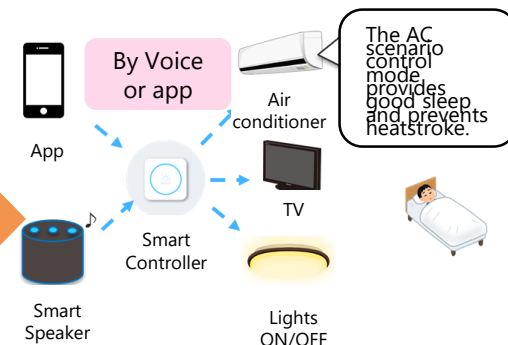 By Voice
or app
The AC
scenario
control
mode
provides
good sleep
and prevents
heatstroke.
App
Air
conditioner
TV
Smart
Controller
Smart
Speaker
Lights
ON/OFF